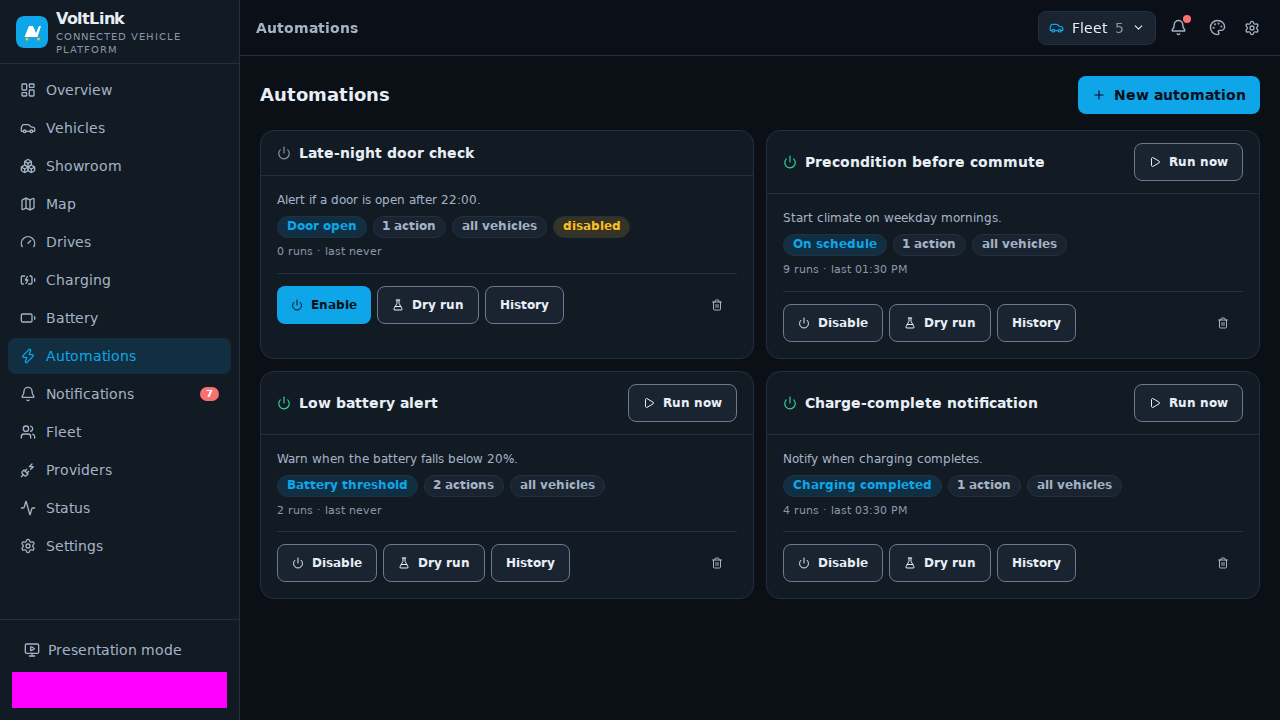 VoltLink
CONNECTED VEHICLE
PLATFORM
Overview
Vehicles
Showroom
Map
Drives
Charging
Battery
Automations
Notifications 7
Fleet
Providers
Status
Settings
Presentation mode
Automations
Fleet 5
Automations
New automation
Late-night door check
Alert if a door is open after 22:00.
Door open 1 action all vehicles disabled
0 runs · last never
Enable Dry run History
Precondition before commute Run now
Start climate on weekday mornings.
On schedule 1 action all vehicles
9 runs · last 01:30 PM
Disable Dry run History
Low battery alert Run now
Warn when the battery falls below 20%.
Battery threshold 2 actions all vehicles
2 runs · last never
Disable Dry run History
Charge-complete notification Run now
Notify when charging completes.
Charging completed 1 action all vehicles
4 runs · last 03:30 PM
Disable Dry run History